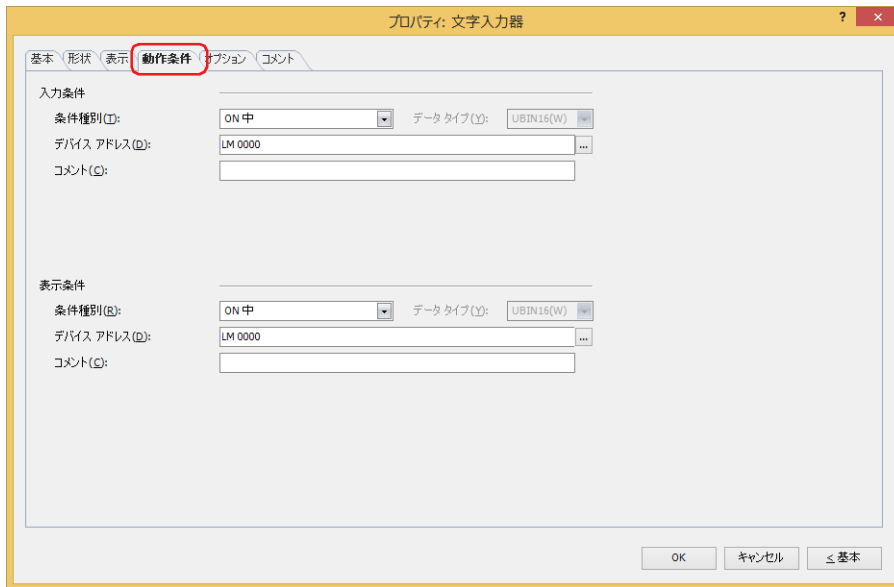 プロパティ: 文字入力器
? ×
基本 形状 表示 動作条件 オプション コメント
入力条件
条件種別(T): ON 中 データ タイプ(Y): UBIN16(W)
デバイス アドレス(D): LM 0000 ...
コメント(C):
表示条件
条件種別(R): ON 中 データ タイプ(Y): UBIN16(W)
デバイス アドレス(D): LM 0000 ...
コメント(C):
OK キャンセル < 基本